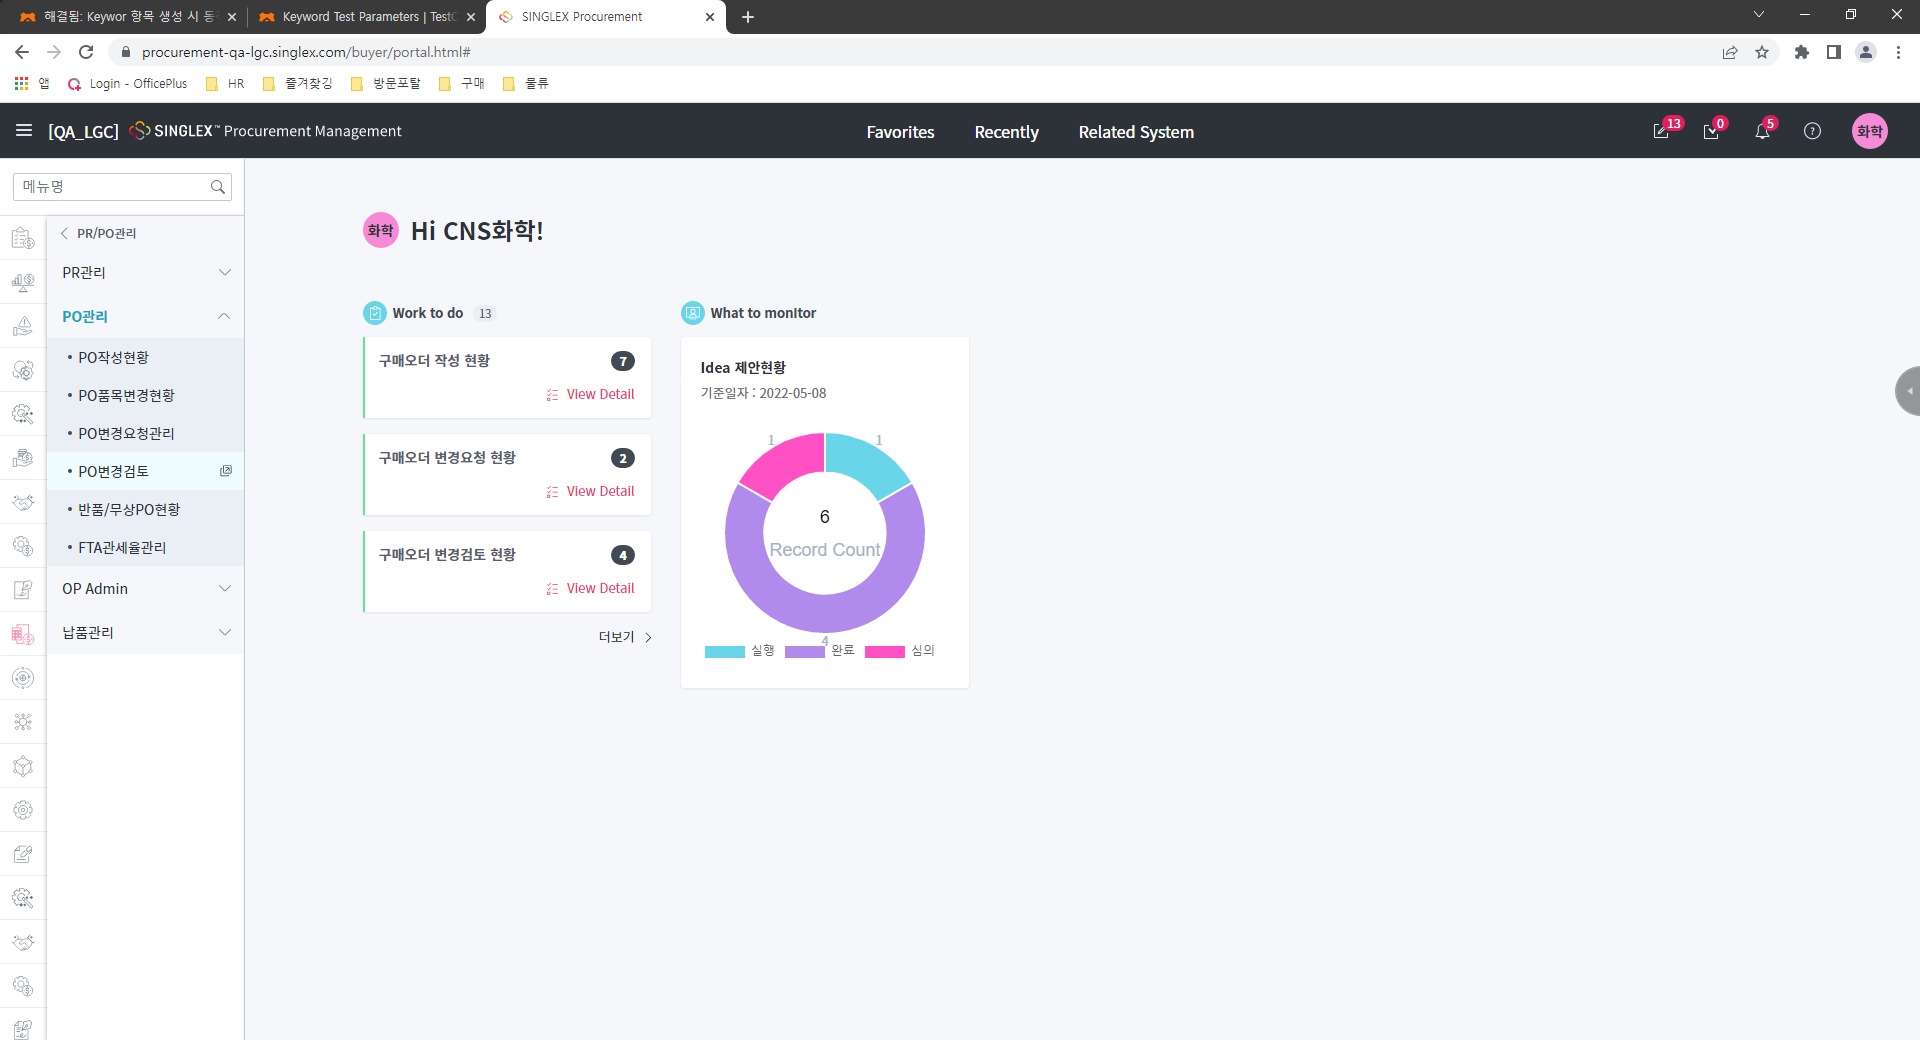 해결됨: Keywor 항목 생성 시 동
Keyword Test Parameters | TestC
SINGLEX Procurement
procurement-qa-lgc.singlex.com/buyer/portal.html#
앱
Login - OfficePlus
HR
즐겨찾깅
방문포탈
구매
물류
[QA_LGC] SINGLEX™ Procurement Management
Favorites
Recently
Related System
13
0
5
화학
메뉴명
PR/PO관리
PR관리
PO관리
• PO작성현황
• PO품목변경현황
• PO변경요청관리
• PO변경검토
• 반품/무상PO현황
• FTA관세율관리
OP Admin
납품관리
화학 Hi CNS화학!
Work to do 13
구매오더 작성 현황 7
View Detail
구매오더 변경요청 현황 2
View Detail
구매오더 변경검토 현황 4
View Detail
더보기
What to monitor
Idea 제안현황
기준일자 : 2022-05-08
1
1
6
Record Count
4
실행
완료
심의